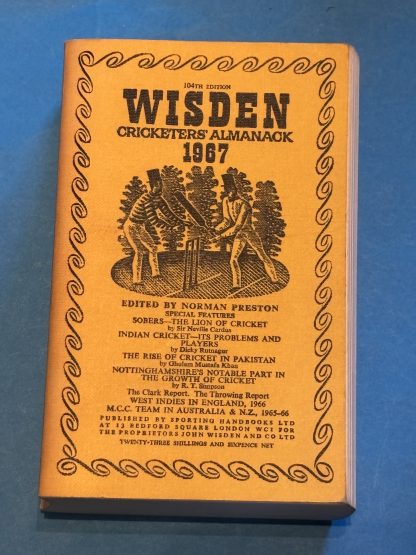 104TH EDITION
WISDEN
CRICKETERS' ALMANACK
1967
EDITED BY NORMAN PRESTON
SPECIAL FEATURES
SOBERS—THE LION OF CRICKET
by Sir Neville Cardus
INDIAN CRICKET—ITS PROBLEMS AND
PLAYERS
by Dicky Rutnagur
THE RISE OF CRICKET IN PAKISTAN
by Ghulam Mustafa Khan
NOTTINGHAMSHIRE'S NOTABLE PART IN
THE GROWTH OF CRICKET
by R. T. Simpson
The Clark Report. The Throwing Report
WEST INDIES IN ENGLAND, 1966
M.C.C. TEAM IN AUSTRALIA & N.Z., 1965-66
PUBLISHED BY SPORTING HANDBOOKS LTD
AT 13 BEDFORD SQUARE LONDON WC1 FOR
THE PROPRIETORS JOHN WISDEN AND CO LTD
TWENTY-THREE SHILLINGS AND SIXPENCE NET